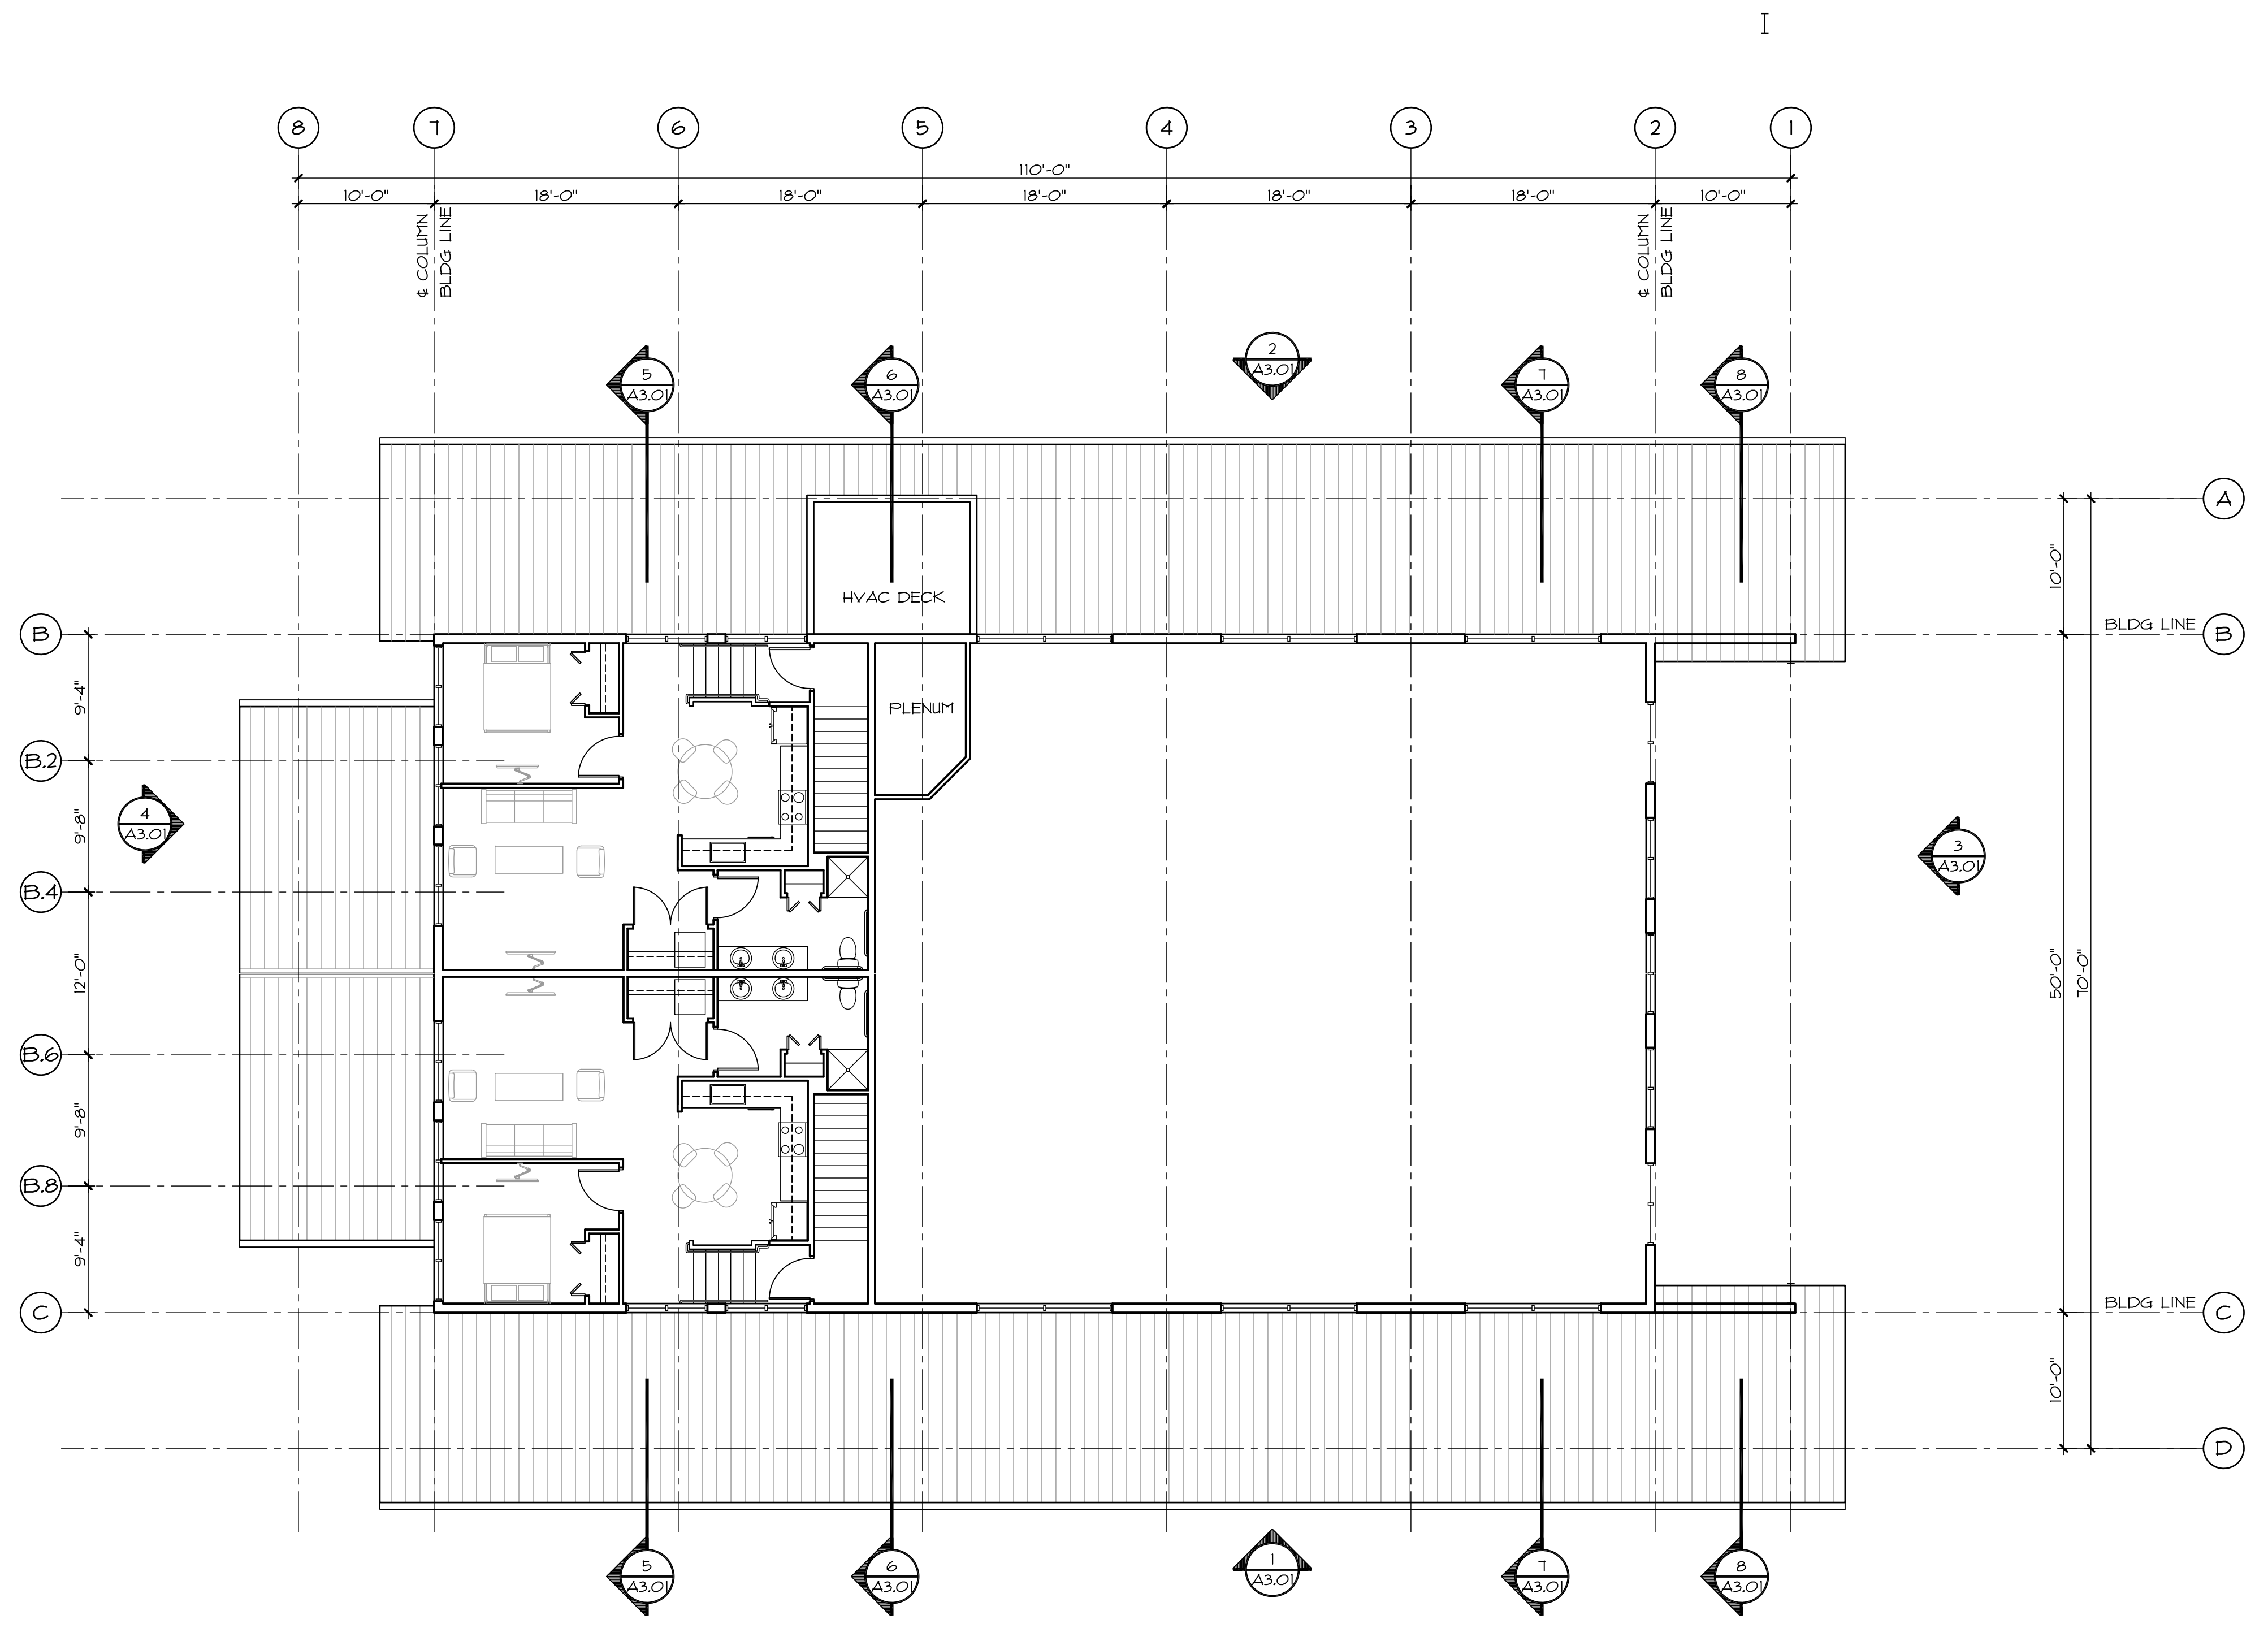 8 7 6 5 4 3 2 1
110'-0"
10'-0" 18'-0" 18'-0" 18'-0" 18'-0" 18'-0" 10'-0"
℄ COLUMN
BLDG LINE
℄ COLUMN
BLDG LINE
2
A3.01
5
A3.01
6
A3.01
7
A3.01
8
A3.01
A
10'-0"
HVAC DECK
B
BLDG LINE
B
9'-4"
PLENUM
B.2
4
A3.01
9'-8"
3
A3.01
B.4
12'-0"
50'-0"
70'-0"
B.6
9'-8"
B.8
9'-4"
C
BLDG LINE
C
10'-0"
D
5
A3.01
6
A3.01
1
A3.01
7
A3.01
8
A3.01